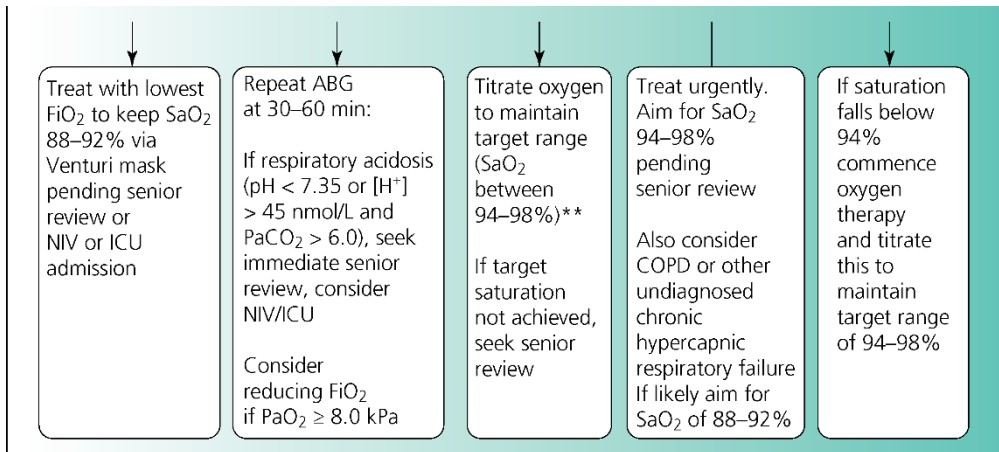 Treat with lowest
FiO₂ to keep SaO₂
88–92% via
Venturi mask
pending senior
review or
NIV or ICU
admission
Repeat ABG
at 30–60 min:
If respiratory acidosis
(pH < 7.35 or [H⁺]
> 45 nmol/L and
PaCO₂ > 6.0), seek
immediate senior
review, consider
NIV/ICU
Consider
reducing FiO₂
if PaO₂ ≥ 8.0 kPa
Titrate oxygen
to maintain
target range
(SaO₂
between
94–98%)**
If target
saturation
not achieved,
seek senior
review
Treat urgently.
Aim for SaO₂
94–98%
pending
senior review
Also consider
COPD or other
undiagnosed
chronic
hypercapnic
respiratory failure
If likely aim for
SaO₂ of 88–92%
If saturation
falls below
94%
commence
oxygen
therapy
and titrate
this to
maintain
target range
of 94–98%